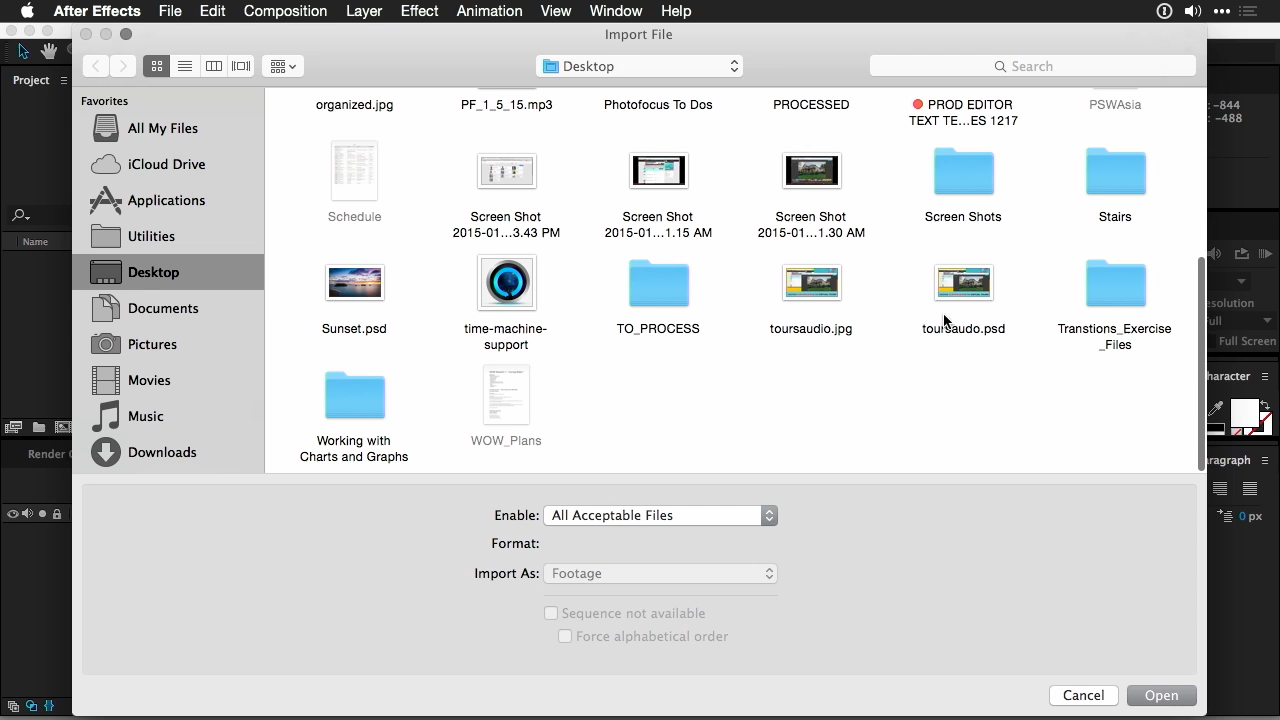 After Effects File Edit Composition Layer Effect Animation View Window Help
Import File
Desktop
Search
Project
Favorites
All My Files
iCloud Drive
Applications
Utilities
Desktop
Documents
Pictures
Movies
Music
Downloads
organized.jpg
PF_1_5_15.mp3
Photofocus To Dos
PROCESSED
PROD EDITOR
TEXT TE...ES 1217
PSWAsia
Schedule
Screen Shot
2015-01...3.43 PM
Screen Shot
2015-01...1.15 AM
Screen Shot
2015-01...1.30 AM
Screen Shots
Stairs
Sunset.psd
time-machine-
support
TO_PROCESS
toursaudio.jpg
toursaudo.psd
Transtions_Exercise
_Files
Working with
Charts and Graphs
WOW_Plans
Enable: All Acceptable Files
Format:
Import As: Footage
Sequence not available
Force alphabetical order
Cancel
Open
Name
Render
-844
-488
esolution
ull
Full Screen
haracter
aragraph
0 px